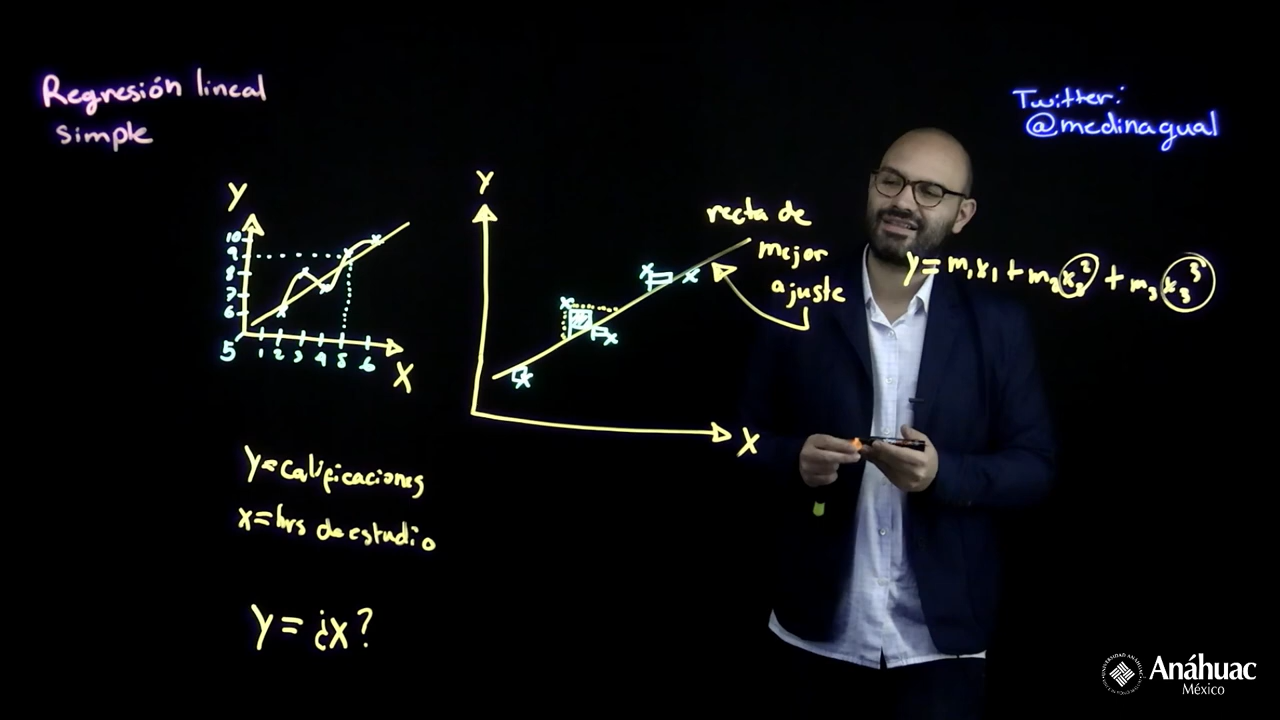 Regresión lineal
simple
Twitter:
@medinagual
Y
10
9
8
7
6
5
1 2 3 4 5 6
X
Y
X
recta de
mejor
ajuste
y = m₁x₁ + m₂x₂² + m₃x₃³
Y = calificaciones
X = hrs de estudio
Y = ¿x?
Anáhuac
México